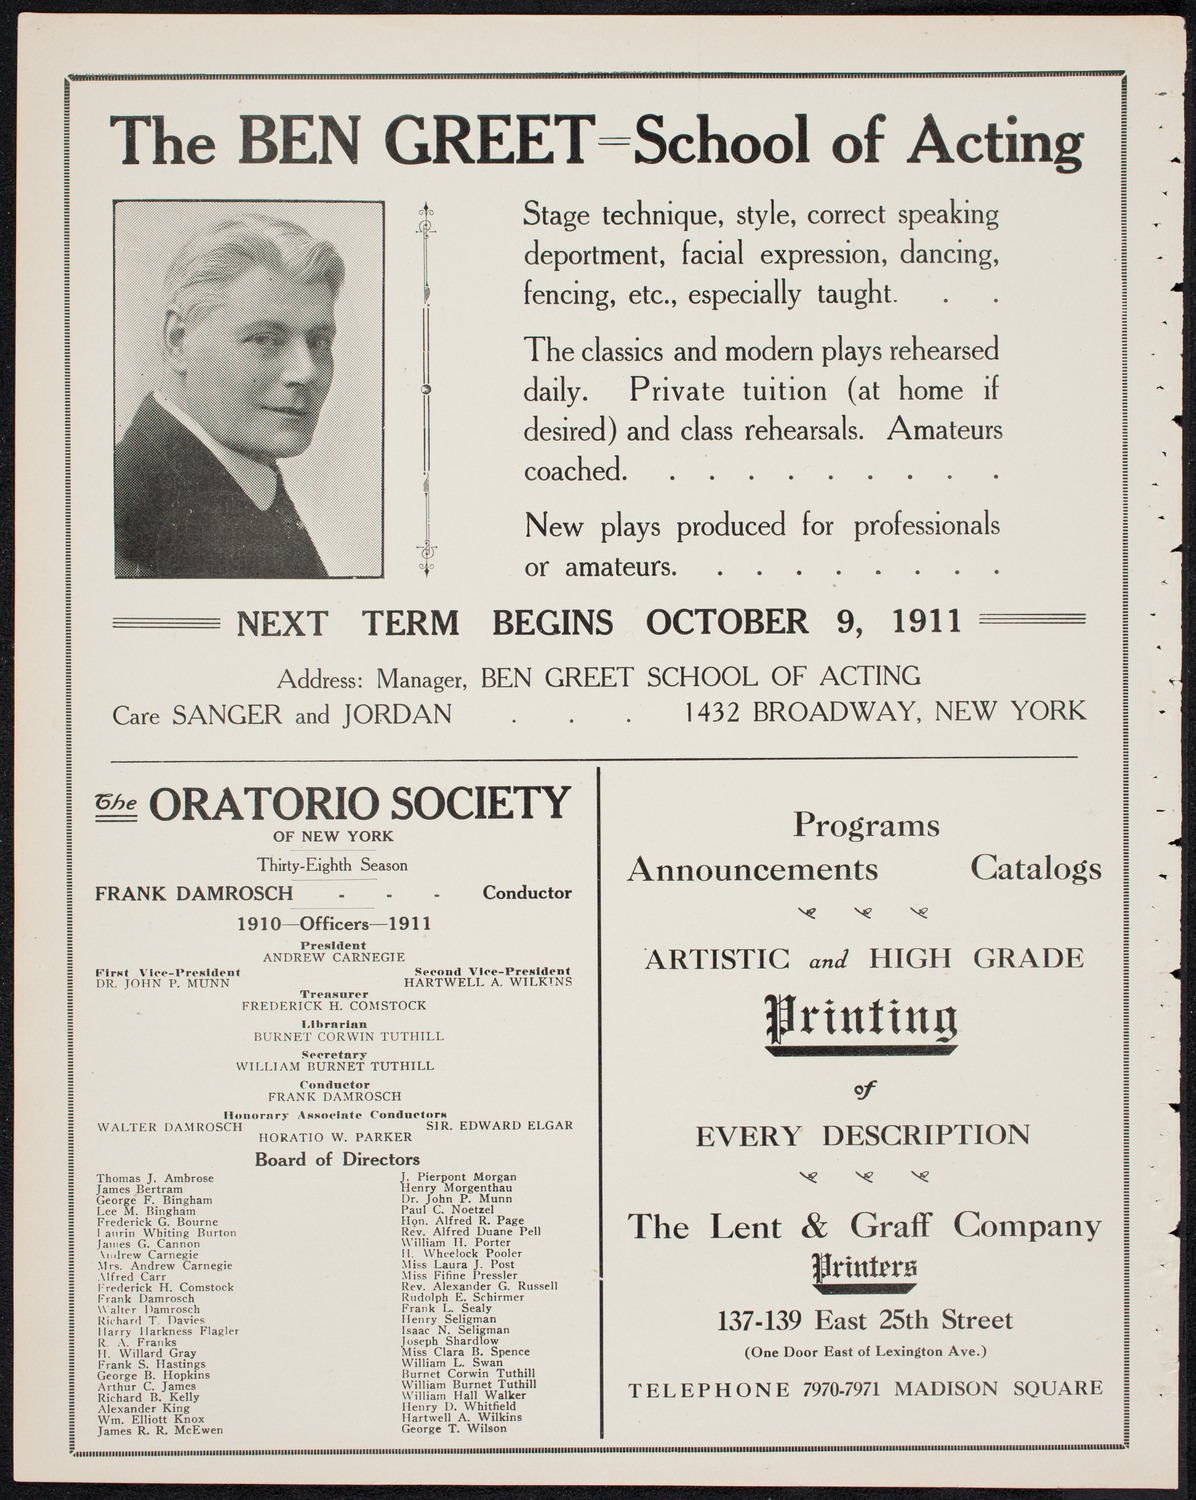 The BEN GREET=School of Acting
Stage technique, style, correct speaking
deportment, facial expression, dancing,
fencing, etc., especially taught. . .
The classics and modern plays rehearsed
daily. Private tuition (at home if
desired) and class rehearsals. Amateurs
coached. . . . . . . . . .
New plays produced for professionals
or amateurs. . . . . . . . .
NEXT TERM BEGINS OCTOBER 9, 1911
Address: Manager, BEN GREET SCHOOL OF ACTING
Care SANGER and JORDAN . . . 1432 BROADWAY, NEW YORK
The ORATORIO SOCIETY
OF NEW YORK
Thirty-Eighth Season
FRANK DAMROSCH - - - Conductor
1910—Officers—1911
President
ANDREW CARNEGIE
First Vice-President Second Vice-President
DR. JOHN P. MUNN HARTWELL A. WILKINS
Treasurer
FREDERICK H. COMSTOCK
Librarian
BURNET CORWIN TUTHILL
Secretary
WILLIAM BURNET TUTHILL
Conductor
FRANK DAMROSCH
Honorary Associate Conductors
WALTER DAMROSCH SIR. EDWARD ELGAR
HORATIO W. PARKER
Board of Directors
Thomas J. Ambrose
James Bertram
George F. Bingham
Lee M. Bingham
Frederick G. Bourne
Laurin Whiting Burton
James G. Cannon
Andrew Carnegie
Mrs. Andrew Carnegie
Alfred Carr
Frederick H. Comstock
Frank Damrosch
Walter Damrosch
Richard T. Davies
Harry Harkness Flagler
R. A. Franks
H. Willard Gray
Frank S. Hastings
George B. Hopkins
Arthur C. James
Richard B. Kelly
Alexander King
Wm. Elliott Knox
James R. R. McEwen
J. Pierpont Morgan
Henry Morgenthau
Dr. John P. Munn
Paul C. Noetzel
Hon. Alfred R. Page
Rev. Alfred Duane Pell
William H. Porter
H. Wheelock Pooler
Miss Laura J. Post
Miss Fifine Pressler
Rev. Alexander G. Russell
Rudolph E. Schirmer
Frank L. Sealy
Henry Seligman
Isaac N. Seligman
Joseph Shardlow
Miss Clara B. Spence
William L. Swan
Burnet Corwin Tuthill
William Burnet Tuthill
William Hall Walker
Henry D. Whitfield
Hartwell A. Wilkins
George T. Wilson
Programs
Announcements Catalogs
ARTISTIC and HIGH GRADE
Printing
of
EVERY DESCRIPTION
The Lent & Graff Company
Printers
137-139 East 25th Street
(One Door East of Lexington Ave.)
TELEPHONE 7970-7971 MADISON SQUARE